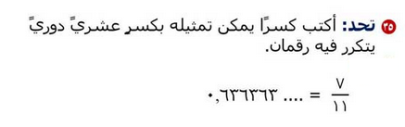 ٢٥ تحد: أكتب كسرًا يمكن تمثيله بكسرٍ عشريً دوريً
يتكرر فيه رقمان.
٧/١١ = .... ٠,٦٣٦٣٦٣